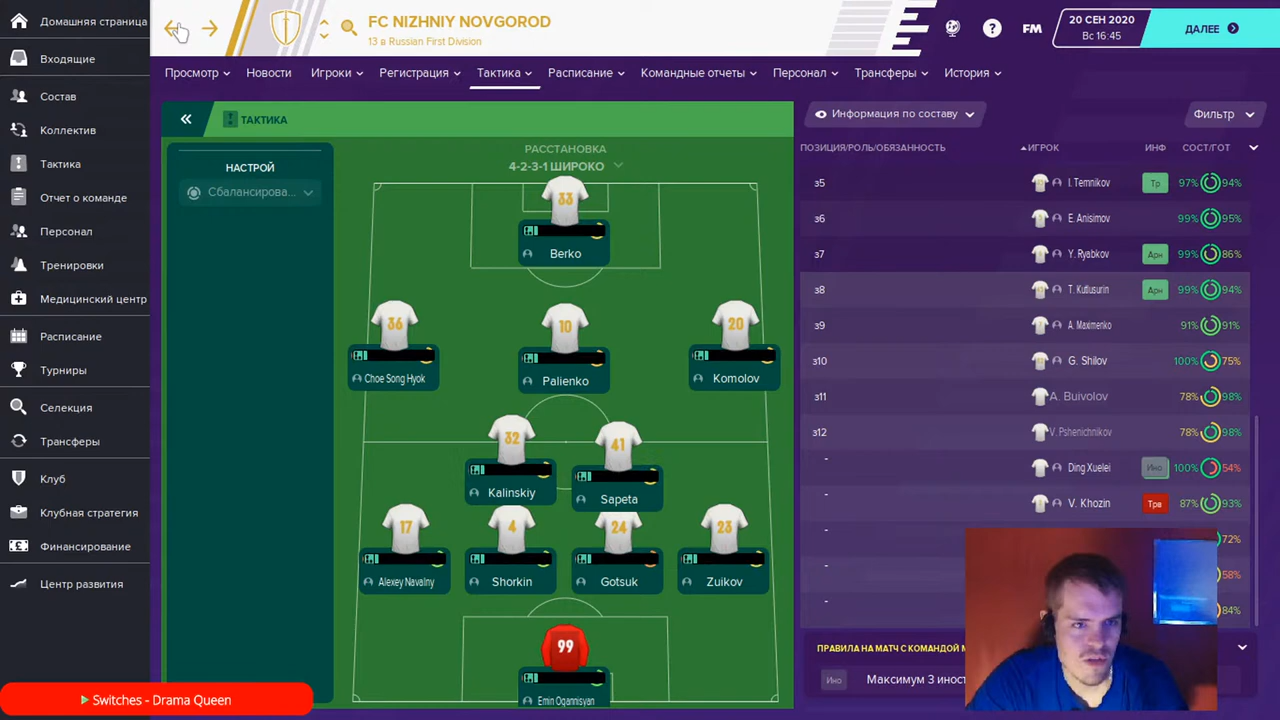 Домашная страница
FC NIZHNIY NOVGOROD
13 в Russian First Division
FM
20 СЕН 2020
Вс 16:45
ДАЛЕЕ
Входящие
Просмотр
Новости
Игроки
Регистрация
Тактика
Расписание
Командные отчеты
Персонал
Трансферы
История
Состав
Коллектив
Тактика
Отчет о команде
Персонал
Тренировки
Медицинский центр
Расписание
Турниры
Селекция
Трансферы
Клуб
Клубная стратегия
Финансирование
Центр развития
ТАКТИКА
НАСТРОЙ
Сбалансирова...
РАССТАНОВКА
4-2-3-1 ШИРОКО
33
Berko
36
Choe Song Hyok
10
Palienko
20
Komolov
32
Kalinskiy
41
Sapeta
17
Alexey Navalny
4
Shorkin
24
Gotsuk
23
Zuikov
99
Emin Ogannisyan
Информация по составу
Фильтр
ПОЗИЦИЯ/РОЛЬ/ОБЯЗАННОСТЬ ИГРОК ИНФ СОСТ/ГОТ
з5 I. Temnikov Тр 97% 94%
з6 E. Anisimov 99% 95%
з7 Y. Ryabkov Арн 99% 86%
з8 T. Kutlusurin Арн 99% 94%
з9 A. Maximenko 91% 91%
з10 G. Shilov 100% 75%
з11 A. Buivolov 78% 98%
з12 V. Pshenichnikov 78% 98%
- Ding Xuelei Ино 100% 54%
- V. Khozin Трв 87% 93%
- 72%
- 58%
- 84%
ПРАВИЛА НА МАТЧ С КОМАНДОЙ
Ино Максимум 3
Switches - Drama Queen